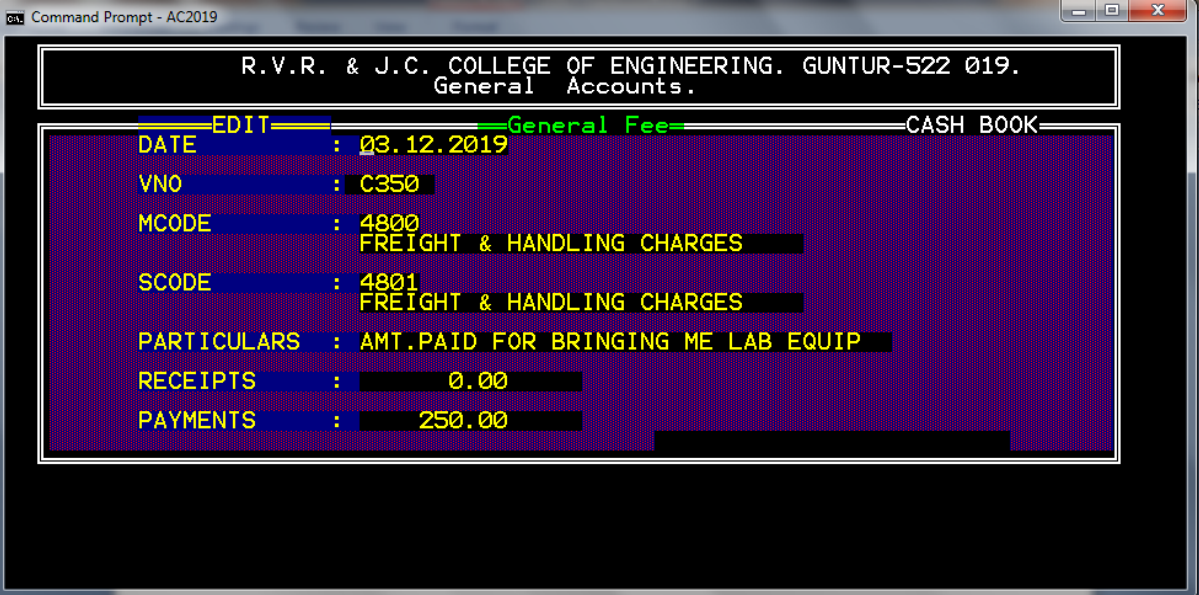 Command Prompt - AC2019
R.V.R. & J.C. COLLEGE OF ENGINEERING. GUNTUR-522 019.
General Accounts.
EDIT General Fee CASH BOOK
DATE : 03.12.2019
VNO : C350
MCODE : 4800
FREIGHT & HANDLING CHARGES
SCODE : 4801
FREIGHT & HANDLING CHARGES
PARTICULARS : AMT.PAID FOR BRINGING ME LAB EQUIP
RECEIPTS : 0.00
PAYMENTS : 250.00